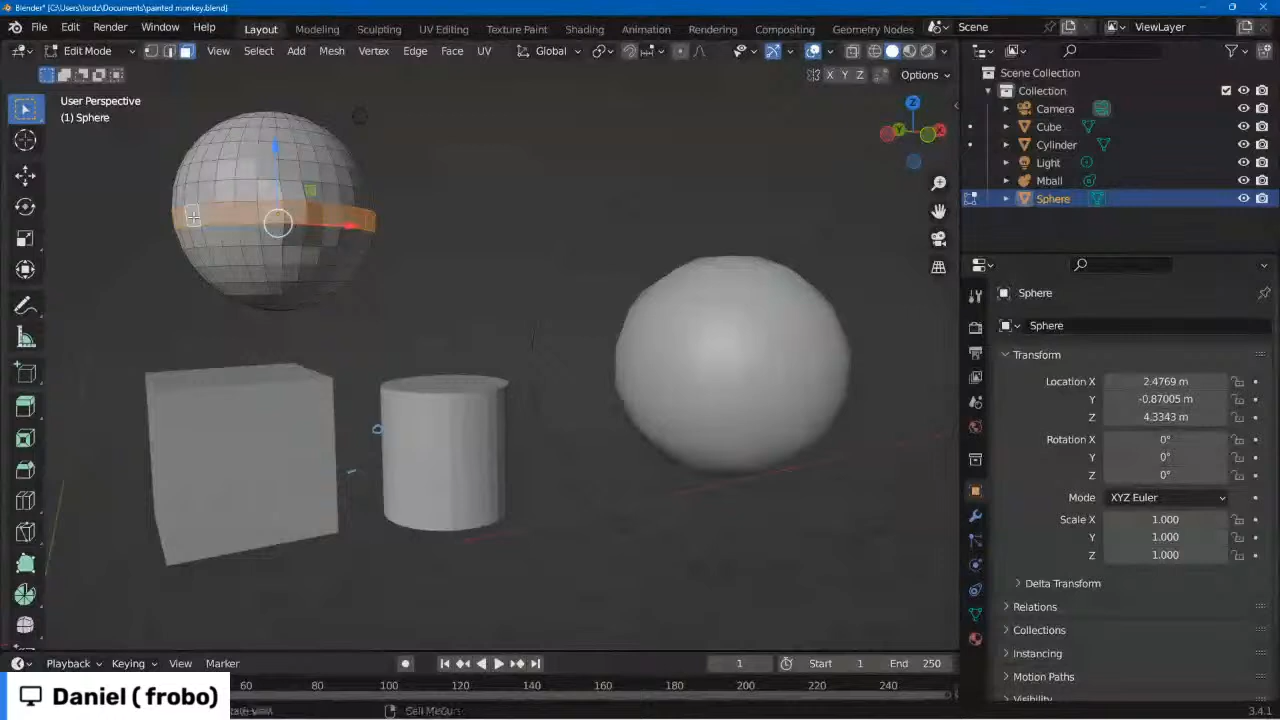 Blender* [C:\Users\lordz\Documents\painted monkey.blend]
File Edit Render Window Help Layout Modeling Sculpting UV Editing Texture Paint Shading Animation Rendering Compositing Geometry Nodes Scene ViewLayer
Edit Mode View Select Add Mesh Vertex Edge Face UV Global
X Y Z Options
User Perspective
(1) Sphere
Z
Y X
Scene Collection
Collection
Camera
Cube
Cylinder
Light
Mball
Sphere
Sphere
Sphere
Transform
Location X 2.4769 m
Y -0.87005 m
Z 4.3343 m
Rotation X 0°
Y 0°
Z 0°
Mode XYZ Euler
Scale X 1.000
Y 1.000
Z 1.000
Delta Transform
Relations
Collections
Instancing
Motion Paths
Visibility
Playback Keying View Marker 1 Start 1 End 250
60 80 100 120 140 160 180 200 220 240
Daniel ( frobo)
3.4.1